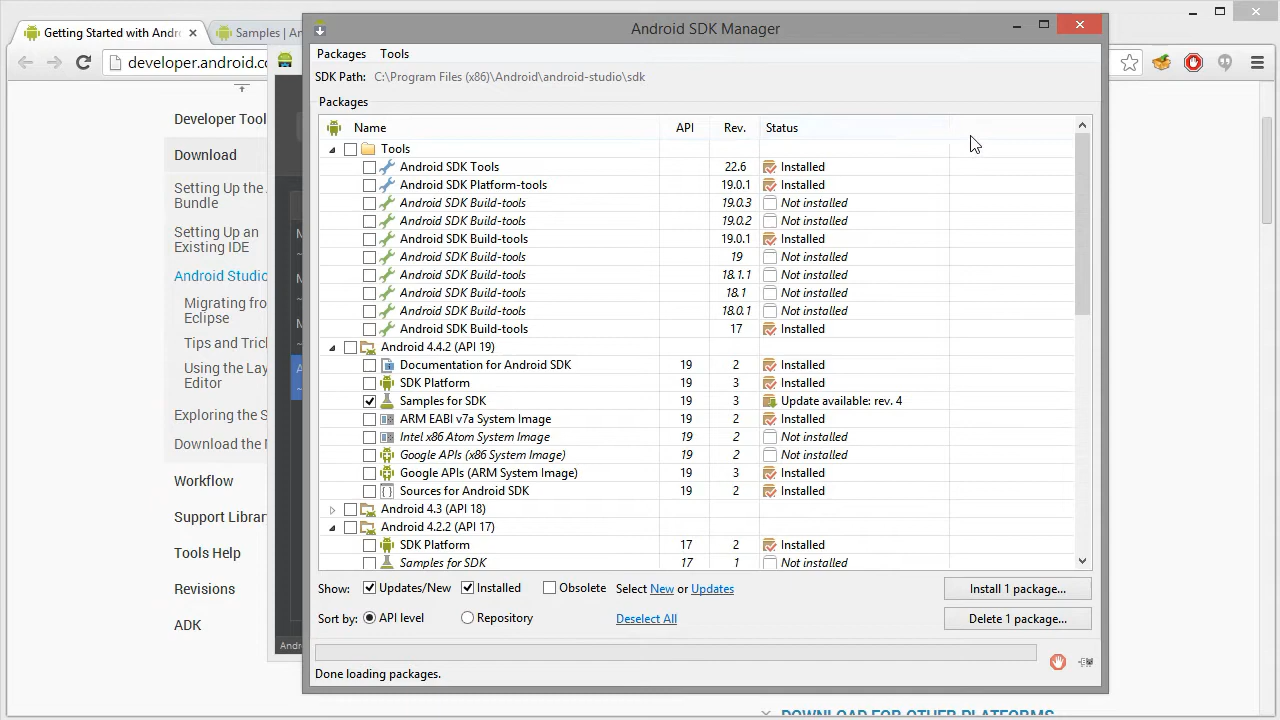 Getting Started with Andro
Samples | An
developer.android.co
Developer Tool
Download
Setting Up the
Bundle
Setting Up an
Existing IDE
Android Studio
Migrating fro
Eclipse
Tips and Tric
Using the Lay
Editor
Exploring the S
Download the N
Workflow
Support Librar
Tools Help
Revisions
ADK
Andro
Android SDK Manager
Packages Tools
SDK Path: C:\Program Files (x86)\Android\android-studio\sdk
Packages
Name API Rev. Status
Tools
Android SDK Tools 22.6 Installed
Android SDK Platform-tools 19.0.1 Installed
Android SDK Build-tools 19.0.3 Not installed
Android SDK Build-tools 19.0.2 Not installed
Android SDK Build-tools 19.0.1 Installed
Android SDK Build-tools 19 Not installed
Android SDK Build-tools 18.1.1 Not installed
Android SDK Build-tools 18.1 Not installed
Android SDK Build-tools 18.0.1 Not installed
Android SDK Build-tools 17 Installed
Android 4.4.2 (API 19)
Documentation for Android SDK 19 2 Installed
SDK Platform 19 3 Installed
Samples for SDK 19 3 Update available: rev. 4
ARM EABI v7a System Image 19 2 Installed
Intel x86 Atom System Image 19 2 Not installed
Google APIs (x86 System Image) 19 2 Not installed
Google APIs (ARM System Image) 19 3 Installed
Sources for Android SDK 19 2 Installed
Android 4.3 (API 18)
Android 4.2.2 (API 17)
SDK Platform 17 2 Installed
Samples for SDK 17 1 Not installed
Show: Updates/New Installed Obsolete Select New or Updates
Install 1 package...
Sort by: API level Repository Deselect All
Delete 1 package...
Done loading packages.
DOWNLOAD FOR OTHER PLATFORMS